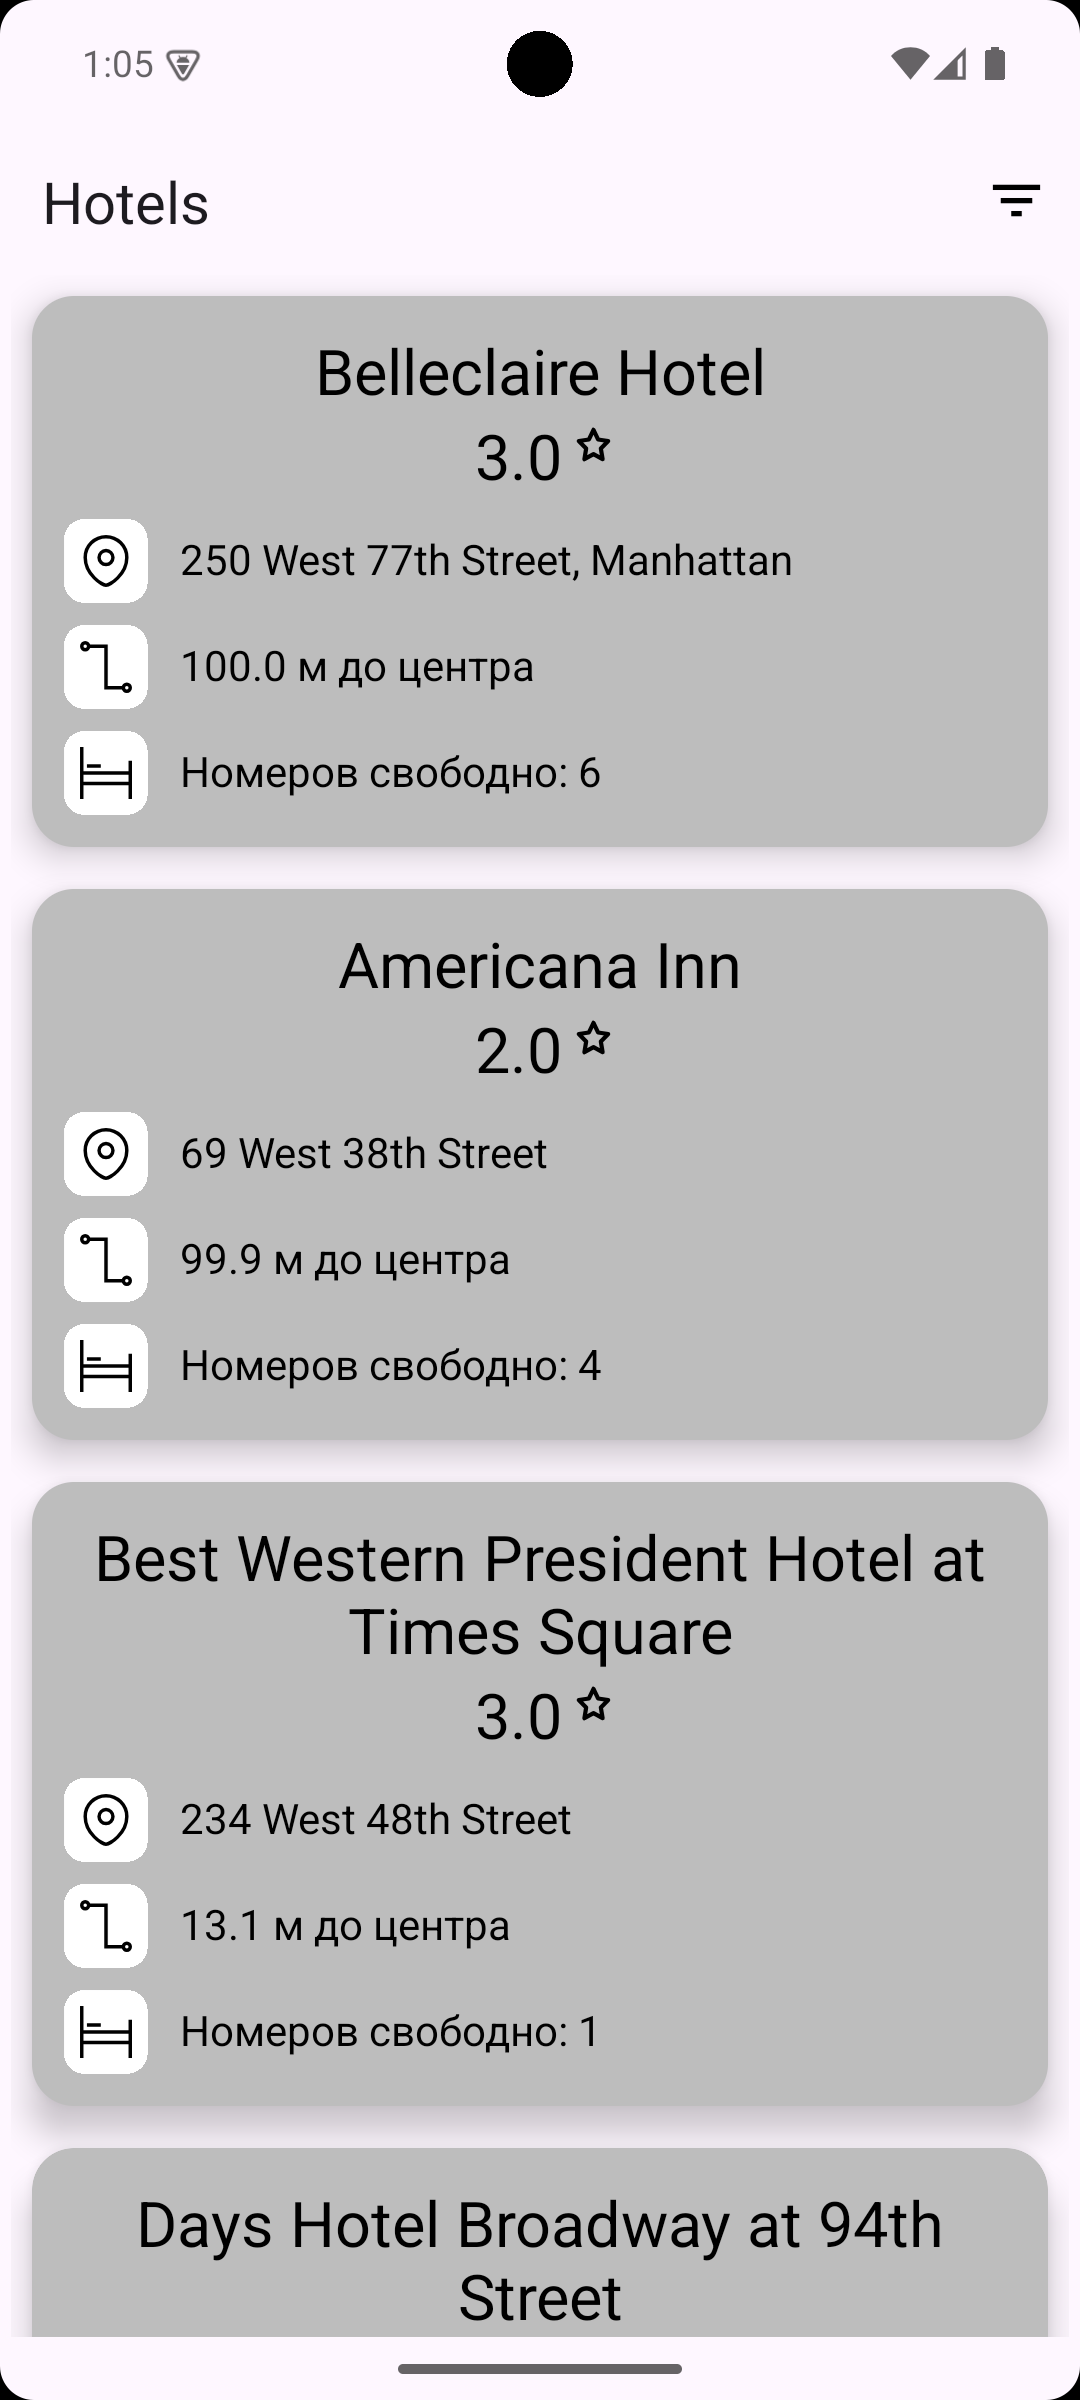 1:05
Hotels
Belleclaire Hotel
3.0
250 West 77th Street, Manhattan
100.0 м до центра
Номеров свободно: 6
Americana Inn
2.0
69 West 38th Street
99.9 м до центра
Номеров свободно: 4
Best Western President Hotel at
Times Square
3.0
234 West 48th Street
13.1 м до центра
Номеров свободно: 1
Days Hotel Broadway at 94th
Street